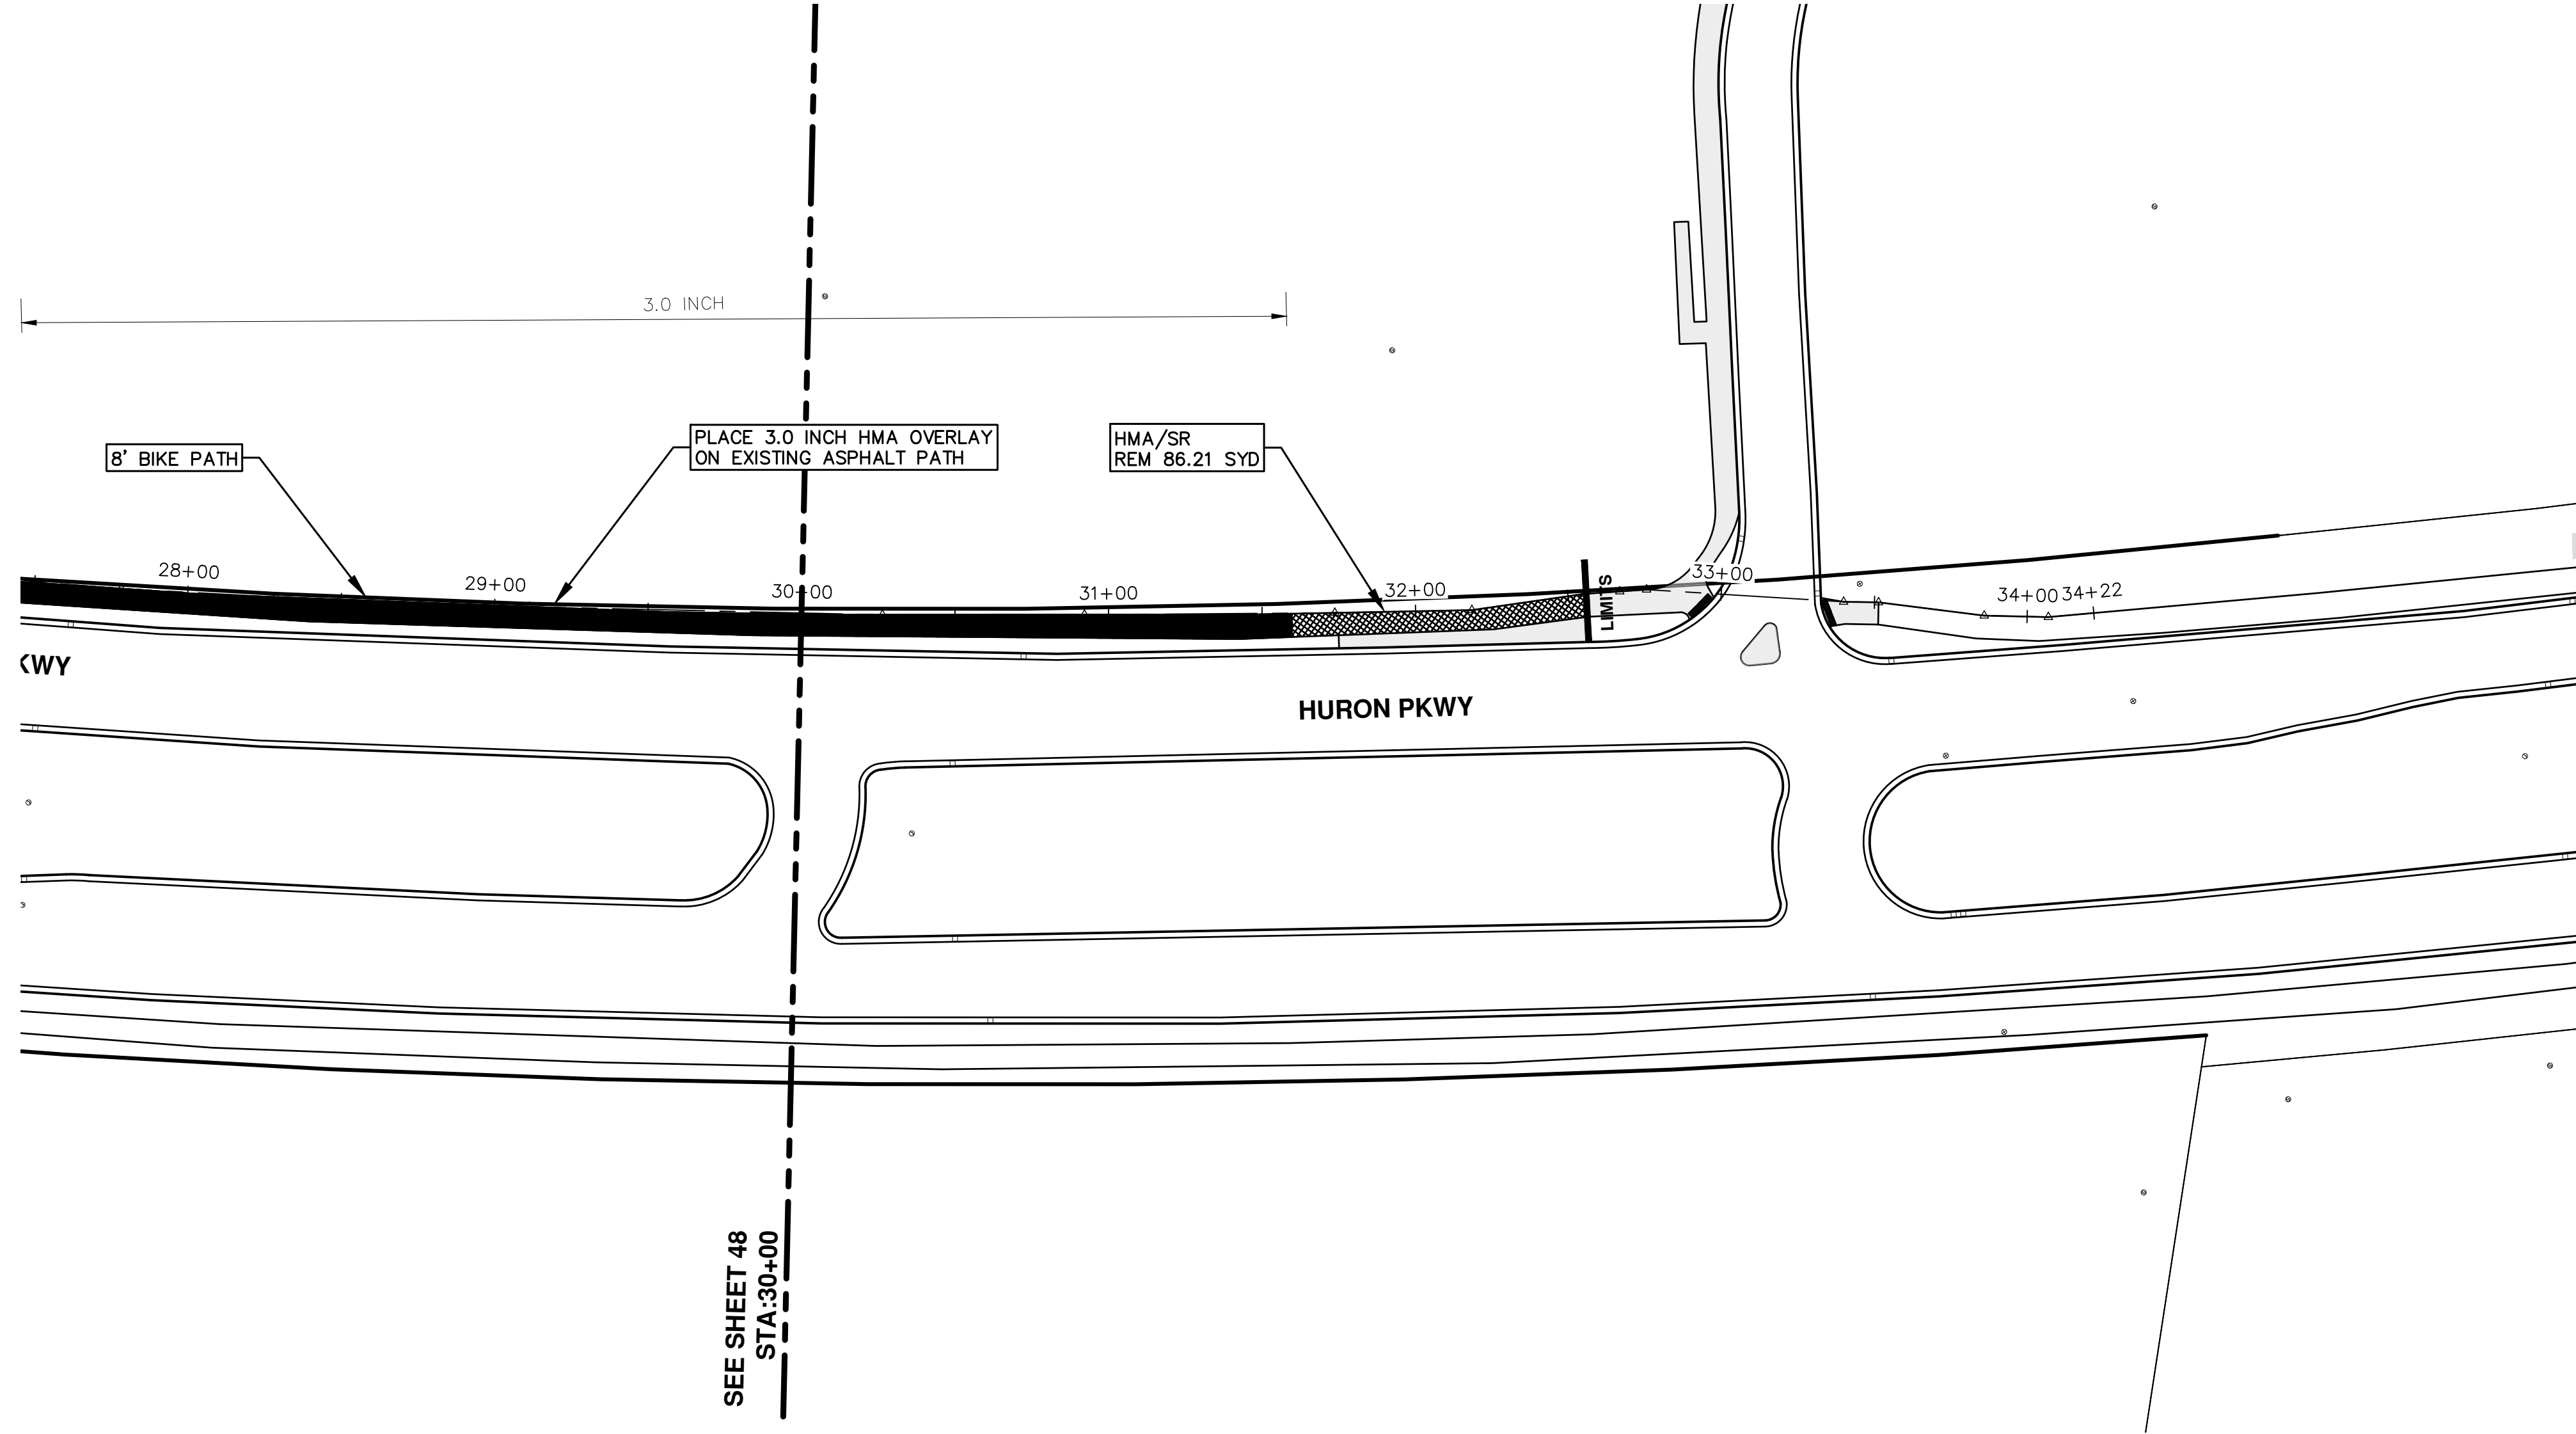 3.0 INCH
8' BIKE PATH
PLACE 3.0 INCH HMA OVERLAY
ON EXISTING ASPHALT PATH
HMA/SR
REM 86.21 SYD
28+00
29+00
30+00
31+00
32+00
LIMITS
33+00
34+00
34+22
KWY
HURON PKWY
SEE SHEET 48
STA:30+00